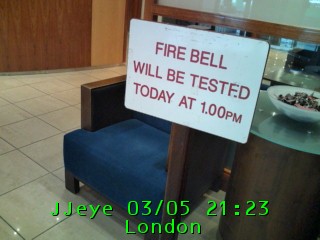 FIRE BELL
WILL BE TESTED
TODAY AT 1.00PM
JJeye 03/05 21:23
London